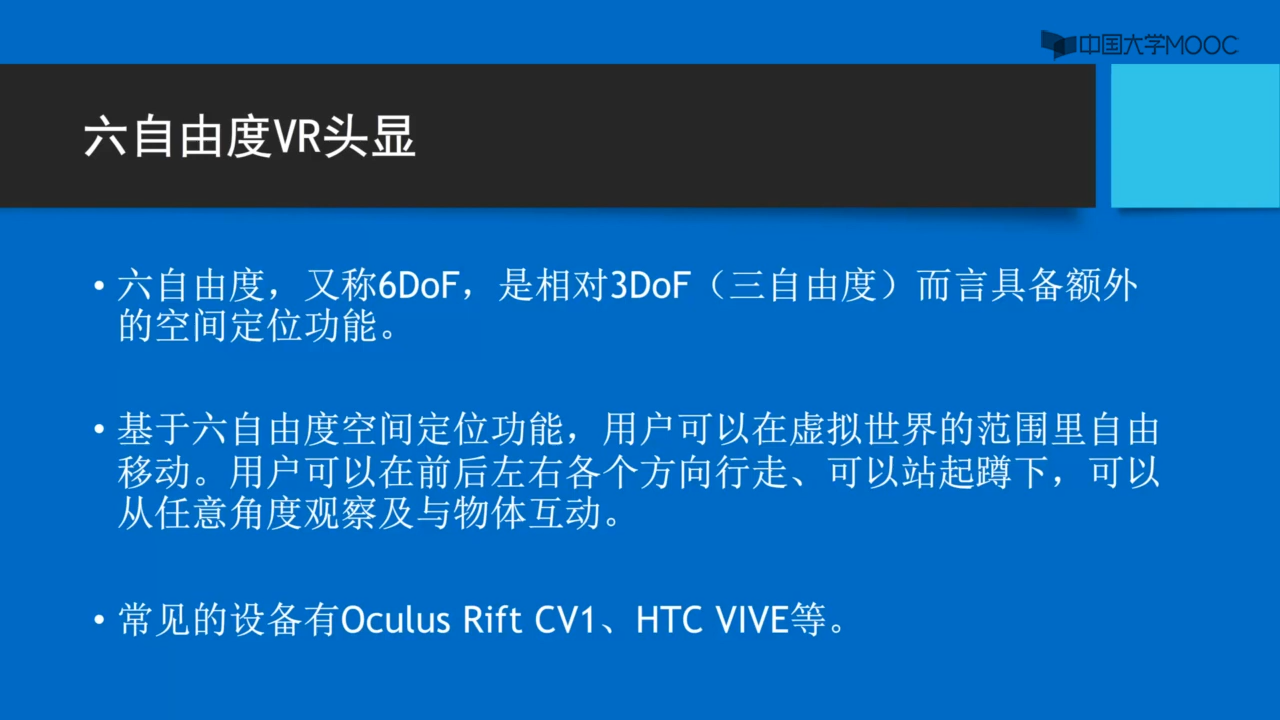 中国大学MOOC
六自由度VR头显
• 六自由度，又称6DoF，是相对3DoF（三自由度）而言具备额外
的空间定位功能。
• 基于六自由度空间定位功能，用户可以在虚拟世界的范围里自由
移动。用户可以在前后左右各个方向行走、可以站起蹲下，可以
从任意角度观察及与物体互动。
• 常见的设备有Oculus Rift CV1、HTC VIVE等。